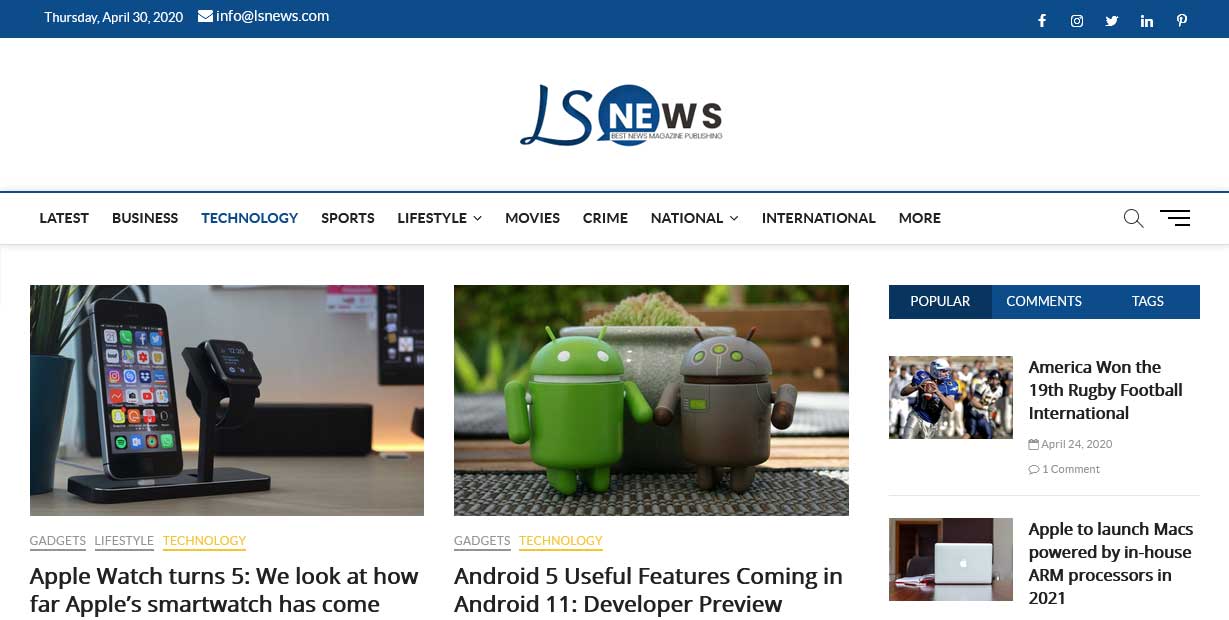 Thursday, April 30, 2020 info@lsnews.com
LS NEWS
BEST NEWS MAGAZINE PUBLISHING
LATEST BUSINESS TECHNOLOGY SPORTS LIFESTYLE MOVIES CRIME NATIONAL INTERNATIONAL MORE
GADGETS LIFESTYLE TECHNOLOGY
Apple Watch turns 5: We look at how
far Apple’s smartwatch has come
GADGETS TECHNOLOGY
Android 5 Useful Features Coming in
Android 11: Developer Preview
POPULAR COMMENTS TAGS
America Won the
19th Rugby Football
International
April 24, 2020
1 Comment
Apple to launch Macs
powered by in-house
ARM processors in
2021